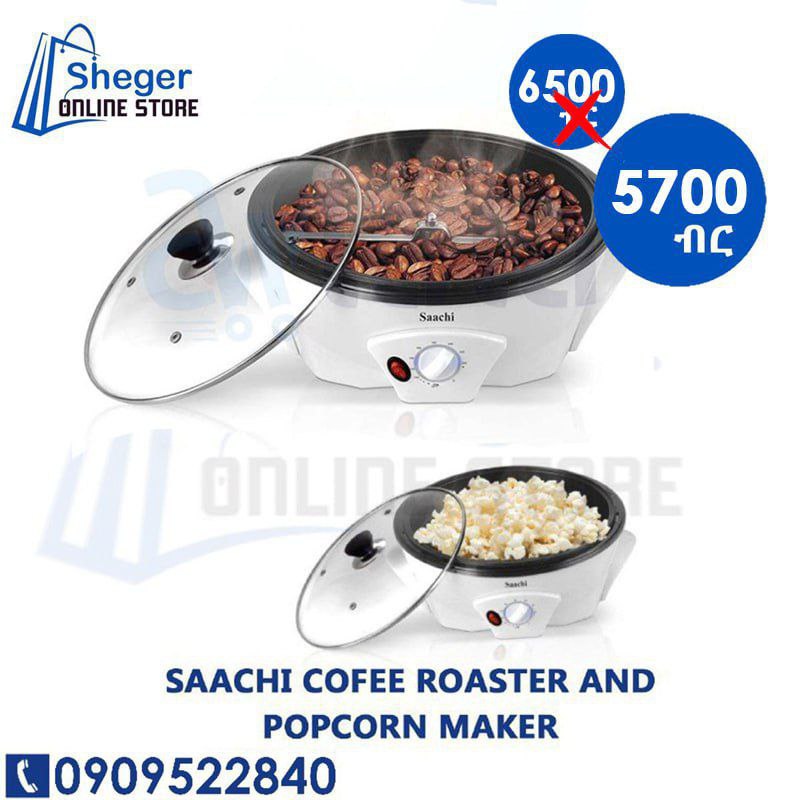 Sheger
ONLINE STORE
6500
ብር
5700
ብር
Saachi
ONLINE STORE
Saachi
SAACHI COFEE ROASTER AND
POPCORN MAKER
0909522840